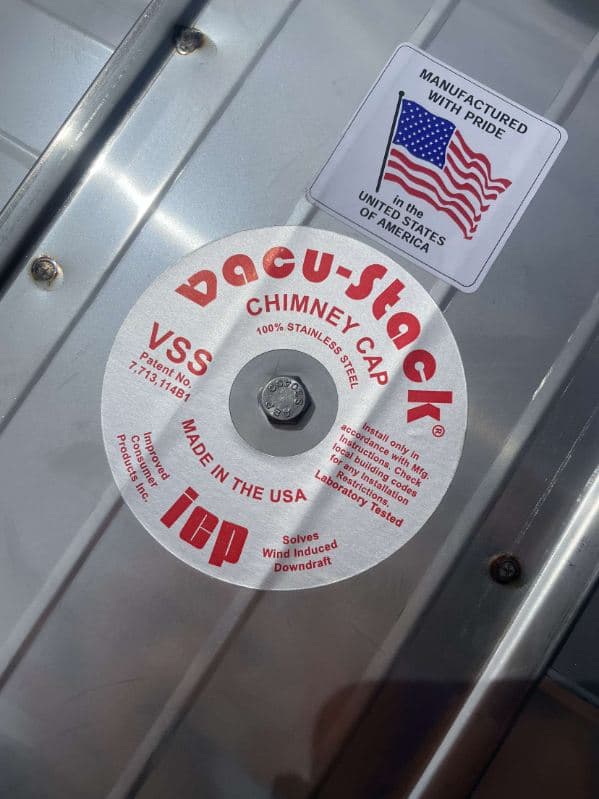 MANUFACTURED
WITH PRIDE
in the
UNITED STATES
OF AMERICA
Vacu-Stack®
CHIMNEY CAP
100% STAINLESS STEEL
VSS
Patent No.
7,713,114B1
Install only in
accordance with Mfg.
Instructions. Check
local building codes
for any Installation
Restrictions.
Laboratory Tested
MADE IN THE USA
Improved
Consumer
Products Inc.
icp
Solves
Wind Induced
Downdraft